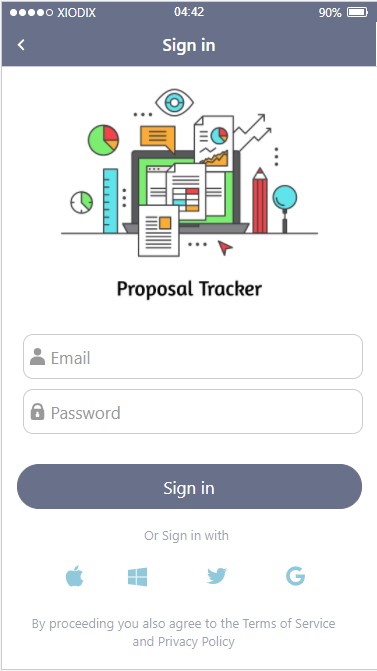 XIODIX 04:42 90%
Sign in
Proposal Tracker
Email
Password
Sign in
Or Sign in with
By proceeding you also agree to the Terms of Service
and Privacy Policy